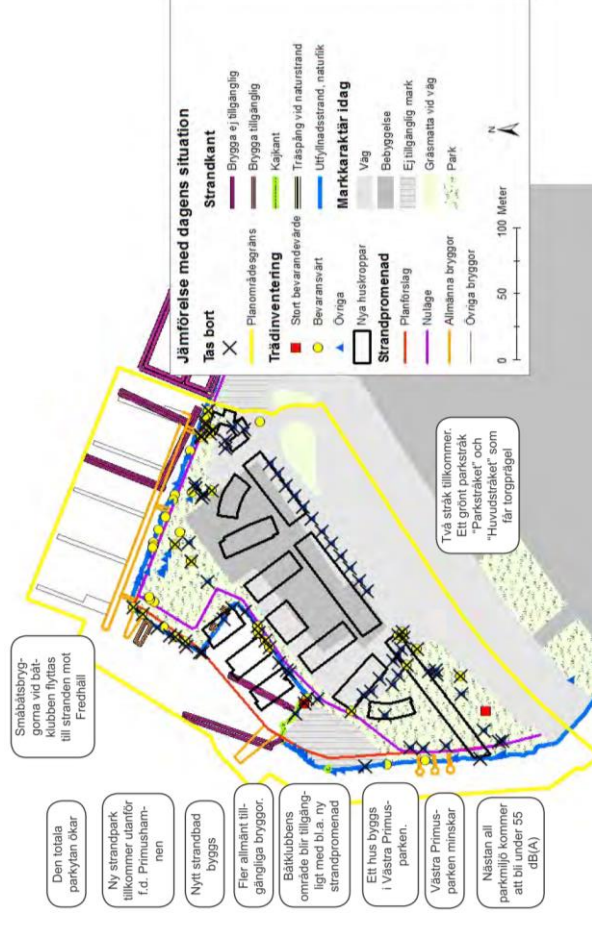 Jämförelse med dagens situation
Tas bort
Planområdesgräns
Trädinventering
Stort bevarandevärde
Bevaransvärt
Övriga
Nya huskroppar
Strandpromenad
Planförslag
Nuläge
Allmänna bryggor
Övriga bryggor
Strandkant
Brygga ej tillgänglig
Brygga tillgänglig
Kajkant
Träspång vid naturstrand
Utfyllnadsstrand, naturlik
Markkaraktär idag
Väg
Bebyggelse
Ej tillgänglig mark
Gräsmatta vid väg
Park
0 50 100 Meter
N
Småbåtsbryg-
gorna vid båt-
klubben flyttas
till stranden mot
Fredhäll
Två stråk tillkommer.
Ett grönt parkstråk
"Parkstråket" och
"Huvudstråket" som
får torgprägel
Den totala
parkytan ökar
Ny strandpark
tillkommer utanför
f.d. Primusham-
nen
Nytt strandbad
byggs
Fler allmänt till-
gängliga bryggor.
Båtklubbens
område blir tillgäng-
ligt med bl.a. ny
strandpromenad
Ett hus byggs
i Västra Primus-
parken.
Västra Primus-
parken minskar
Nästan all
parkmiljö kommer
att bli under 55
dB(A)